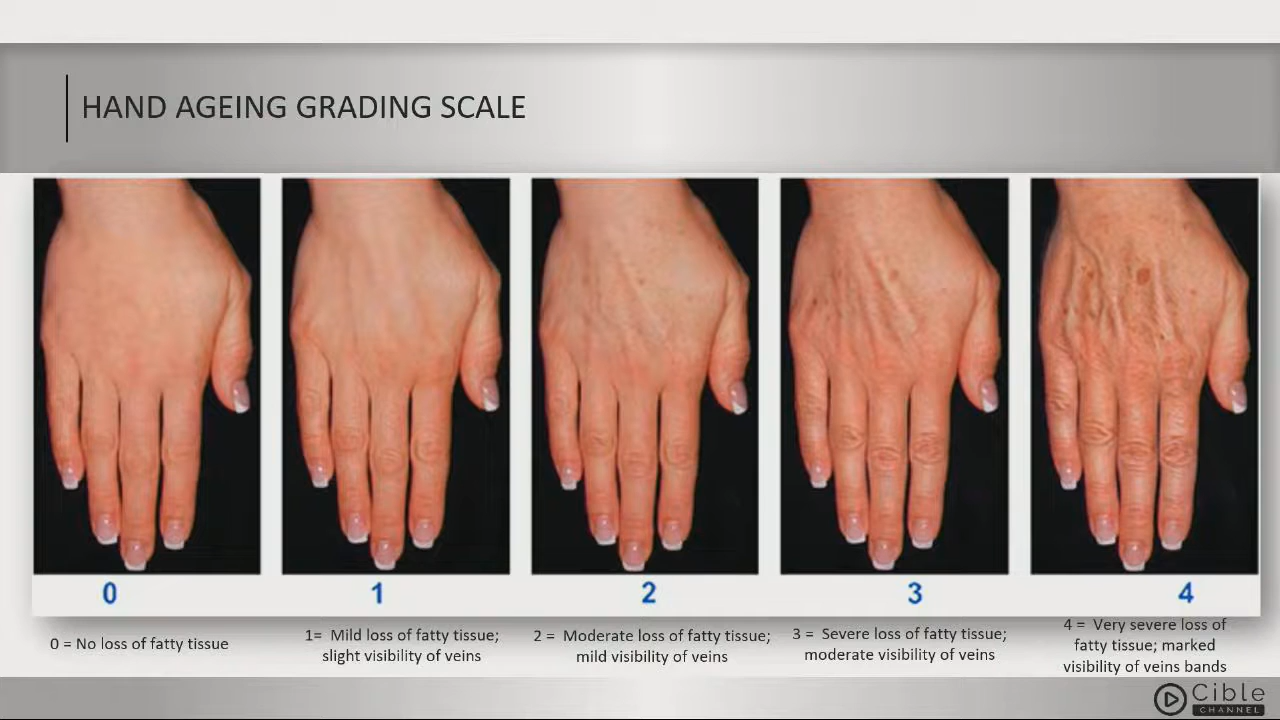 HAND AGEING GRADING SCALE
0
1
2
3
4
0 = No loss of fatty tissue
1= Mild loss of fatty tissue;
slight visibility of veins
2 = Moderate loss of fatty tissue;
mild visibility of veins
3 = Severe loss of fatty tissue;
moderate visibility of veins
4 = Very severe loss of
fatty tissue; marked
visibility of veins bands
Cible
CHANNEL